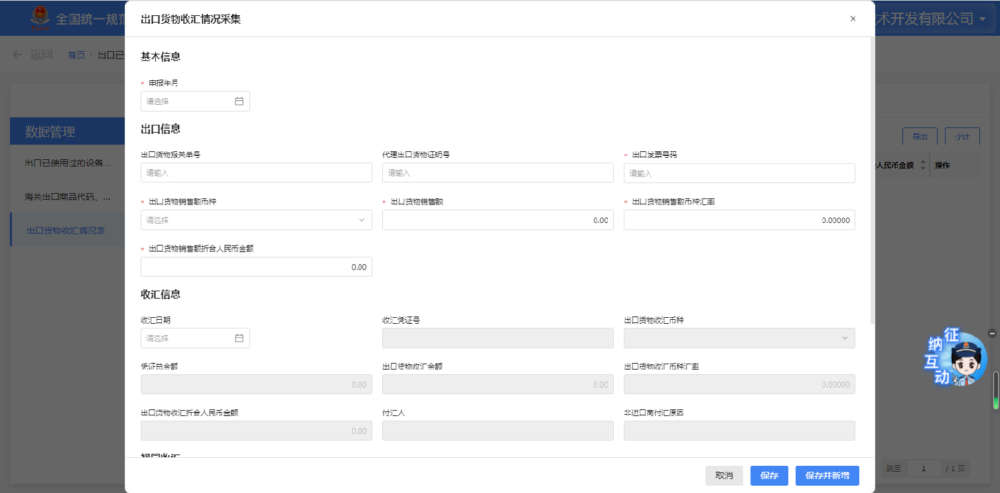 全国统一规范
出口货物收汇情况采集
×
术开发有限公司
返回
首页
出口已
基本信息
* 申报年月
请选择
数据管理
出口信息
导出
小计
出口已使用过的设备...
出口货物报关单号
代理出口货物证明号
* 出口发票号码
请输入
请输入
请输入
人民币金额
操作
海关出口商品代码、...
* 出口货物销售额币种
* 出口货物销售额
* 出口货物销售额币种汇率
请选择
0.00
0.00000
出口货物收汇情况表
* 出口货物销售额折合人民币金额
0.00
收汇信息
收汇日期
收汇凭证号
出口货物收汇币种
请选择
凭证总金额
出口货物收汇金额
出口货物收汇币种汇率
0.00
0.00
0.00000
出口货物收汇折合人民币金额
付汇人
非进口商付汇原因
0.00
视同收汇
征纳互动
取消
保存
保存并新增
跳至
1
/ 1 页